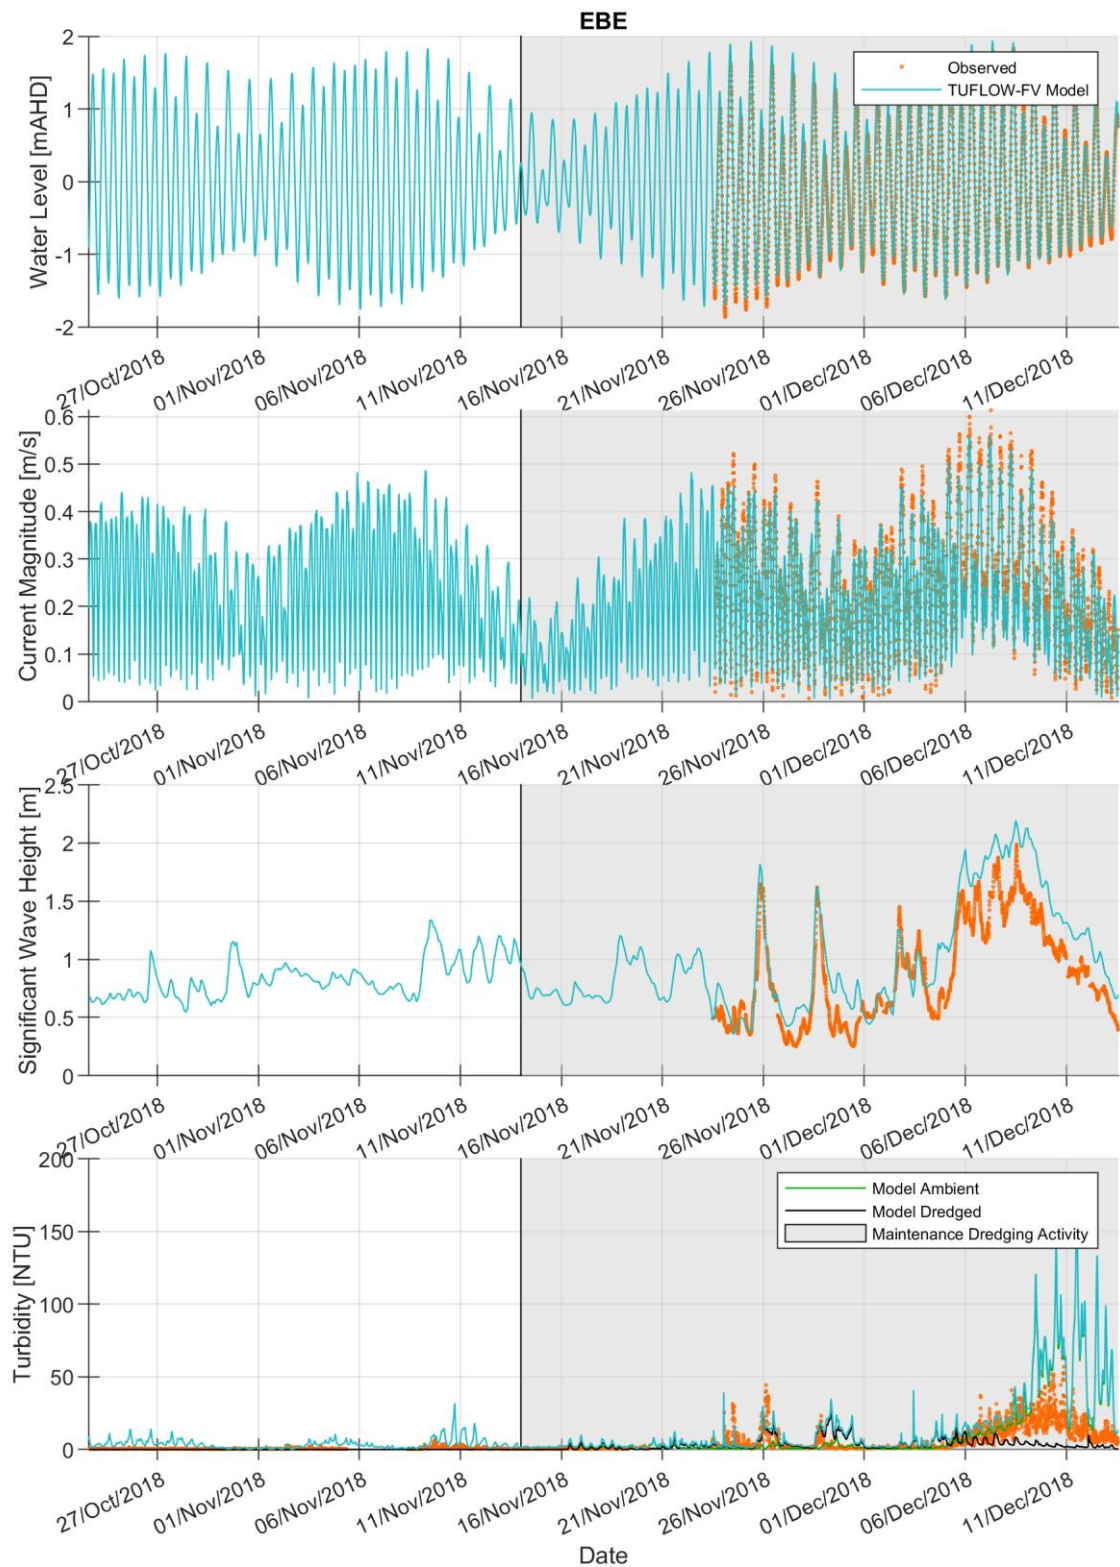 EBE
Water Level [mAHD]
2
1
0
-1
-2
Observed
TUFLOW-FV Model
27/Oct/2018
01/Nov/2018
06/Nov/2018
11/Nov/2018
16/Nov/2018
21/Nov/2018
26/Nov/2018
01/Dec/2018
06/Dec/2018
11/Dec/2018
Current Magnitude [m/s]
0.6
0.5
0.4
0.3
0.2
0.1
0
27/Oct/2018
01/Nov/2018
06/Nov/2018
11/Nov/2018
16/Nov/2018
21/Nov/2018
26/Nov/2018
01/Dec/2018
06/Dec/2018
11/Dec/2018
Significant Wave Height [m]
2.5
2
1.5
1
0.5
0
27/Oct/2018
01/Nov/2018
06/Nov/2018
11/Nov/2018
16/Nov/2018
21/Nov/2018
26/Nov/2018
01/Dec/2018
06/Dec/2018
11/Dec/2018
Turbidity [NTU]
200
150
100
50
0
Model Ambient
Model Dredged
Maintenance Dredging Activity
27/Oct/2018
01/Nov/2018
06/Nov/2018
11/Nov/2018
16/Nov/2018
21/Nov/2018
26/Nov/2018
01/Dec/2018
06/Dec/2018
11/Dec/2018
Date